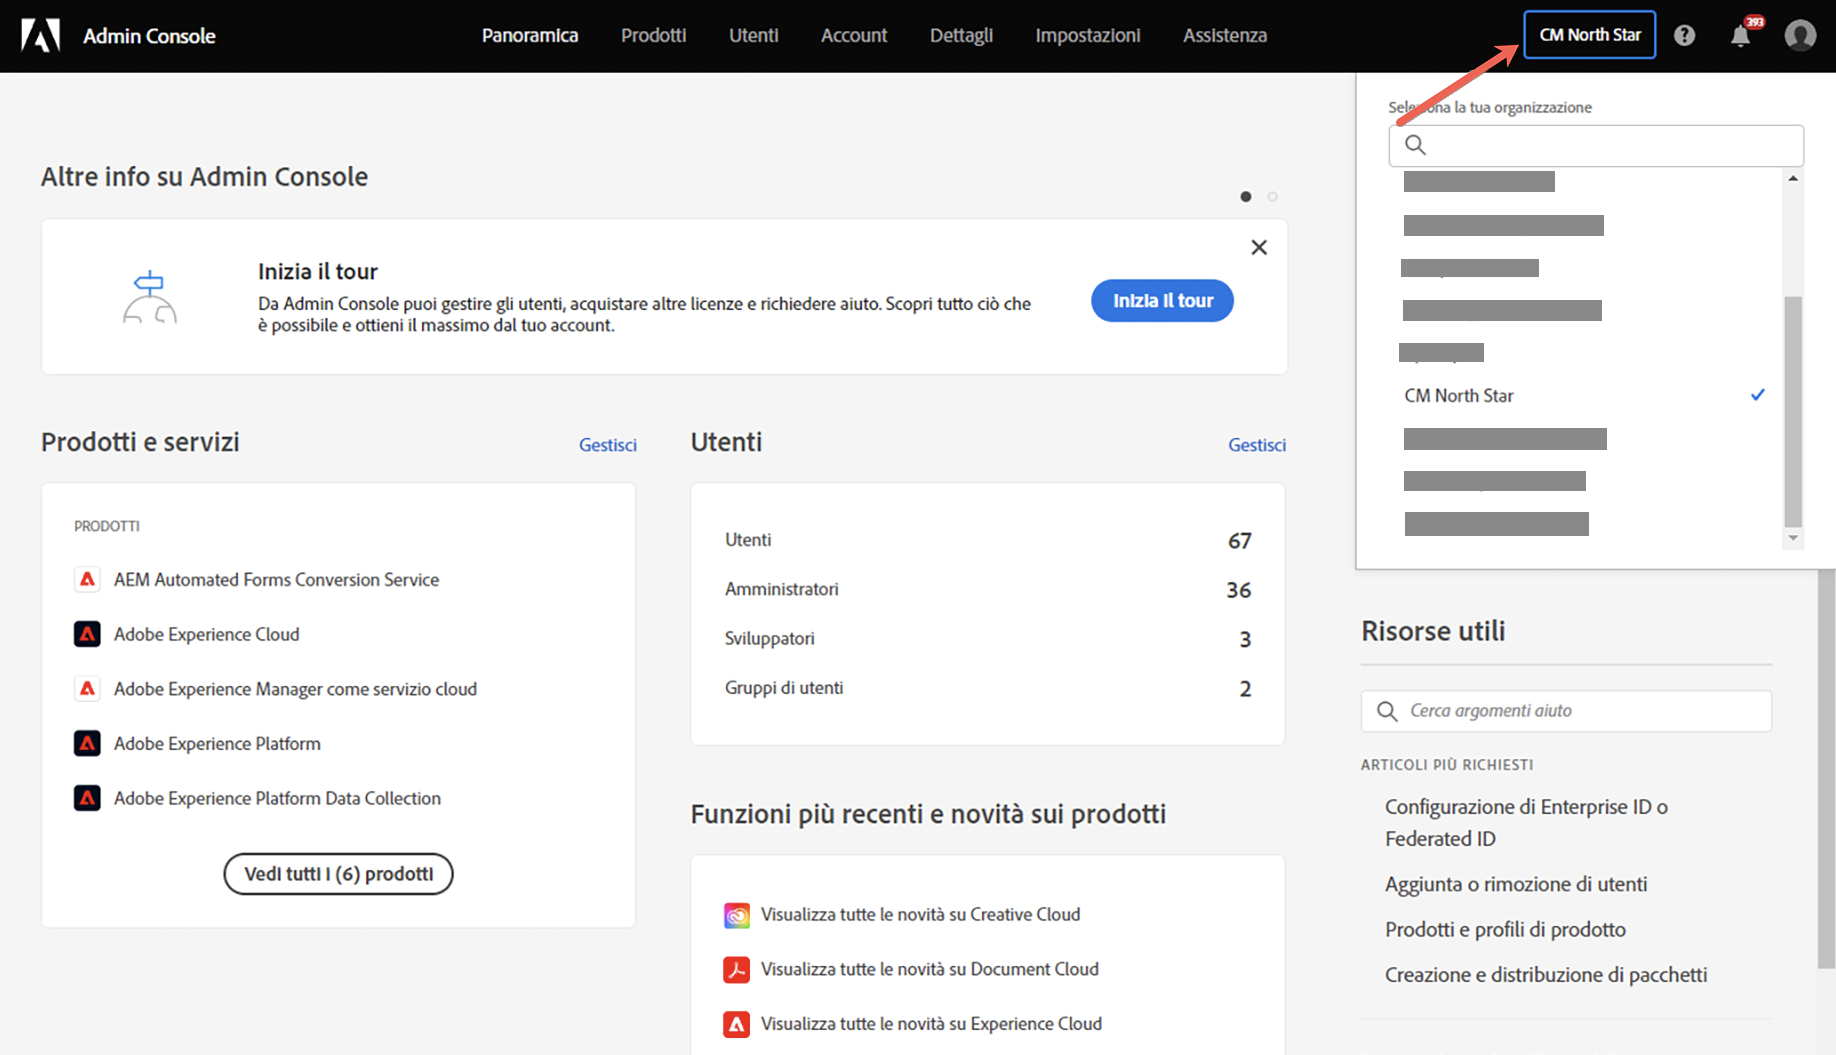 Admin Console
Panoramica
Prodotti
Utenti
Account
Dettagli
Impostazioni
Assistenza
CM North Star
?
393
Seleziona la tua organizzazione
CM North Star
Altre info su Admin Console
Inizia il tour
Da Admin Console puoi gestire gli utenti, acquistare altre licenze e richiedere aiuto. Scopri tutto ciò che
è possibile e ottieni il massimo dal tuo account.
Inizia il tour
Prodotti e servizi
Gestisci
PRODOTTI
AEM Automated Forms Conversion Service
Adobe Experience Cloud
Adobe Experience Manager come servizio cloud
Adobe Experience Platform
Adobe Experience Platform Data Collection
Vedi tutti i (6) prodotti
Utenti
Gestisci
Utenti 67
Amministratori 36
Sviluppatori 3
Gruppi di utenti 2
Funzioni più recenti e novità sui prodotti
Visualizza tutte le novità su Creative Cloud
Visualizza tutte le novità su Document Cloud
Visualizza tutte le novità su Experience Cloud
Risorse utili
Cerca argomenti aiuto
ARTICOLI PIÙ RICHIESTI
Configurazione di Enterprise ID o
Federated ID
Aggiunta o rimozione di utenti
Prodotti e profili di prodotto
Creazione e distribuzione di pacchetti